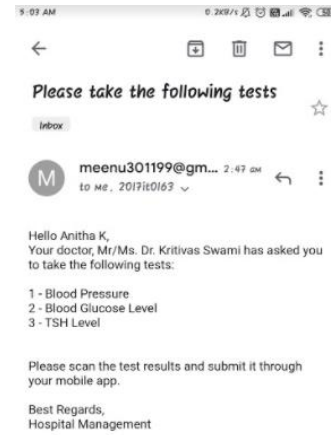 5:03 AM 0.2KB/s
Please take the following tests
Inbox
M
meenu301199@gm... 2:47 am
to me, 2017it0163
Hello Anitha K,
Your doctor, Mr/Ms. Dr. Kritivas Swami has asked you
to take the following tests:
1 - Blood Pressure
2 - Blood Glucose Level
3 - TSH Level
Please scan the test results and submit it through
your mobile app.
Best Regards,
Hospital Management